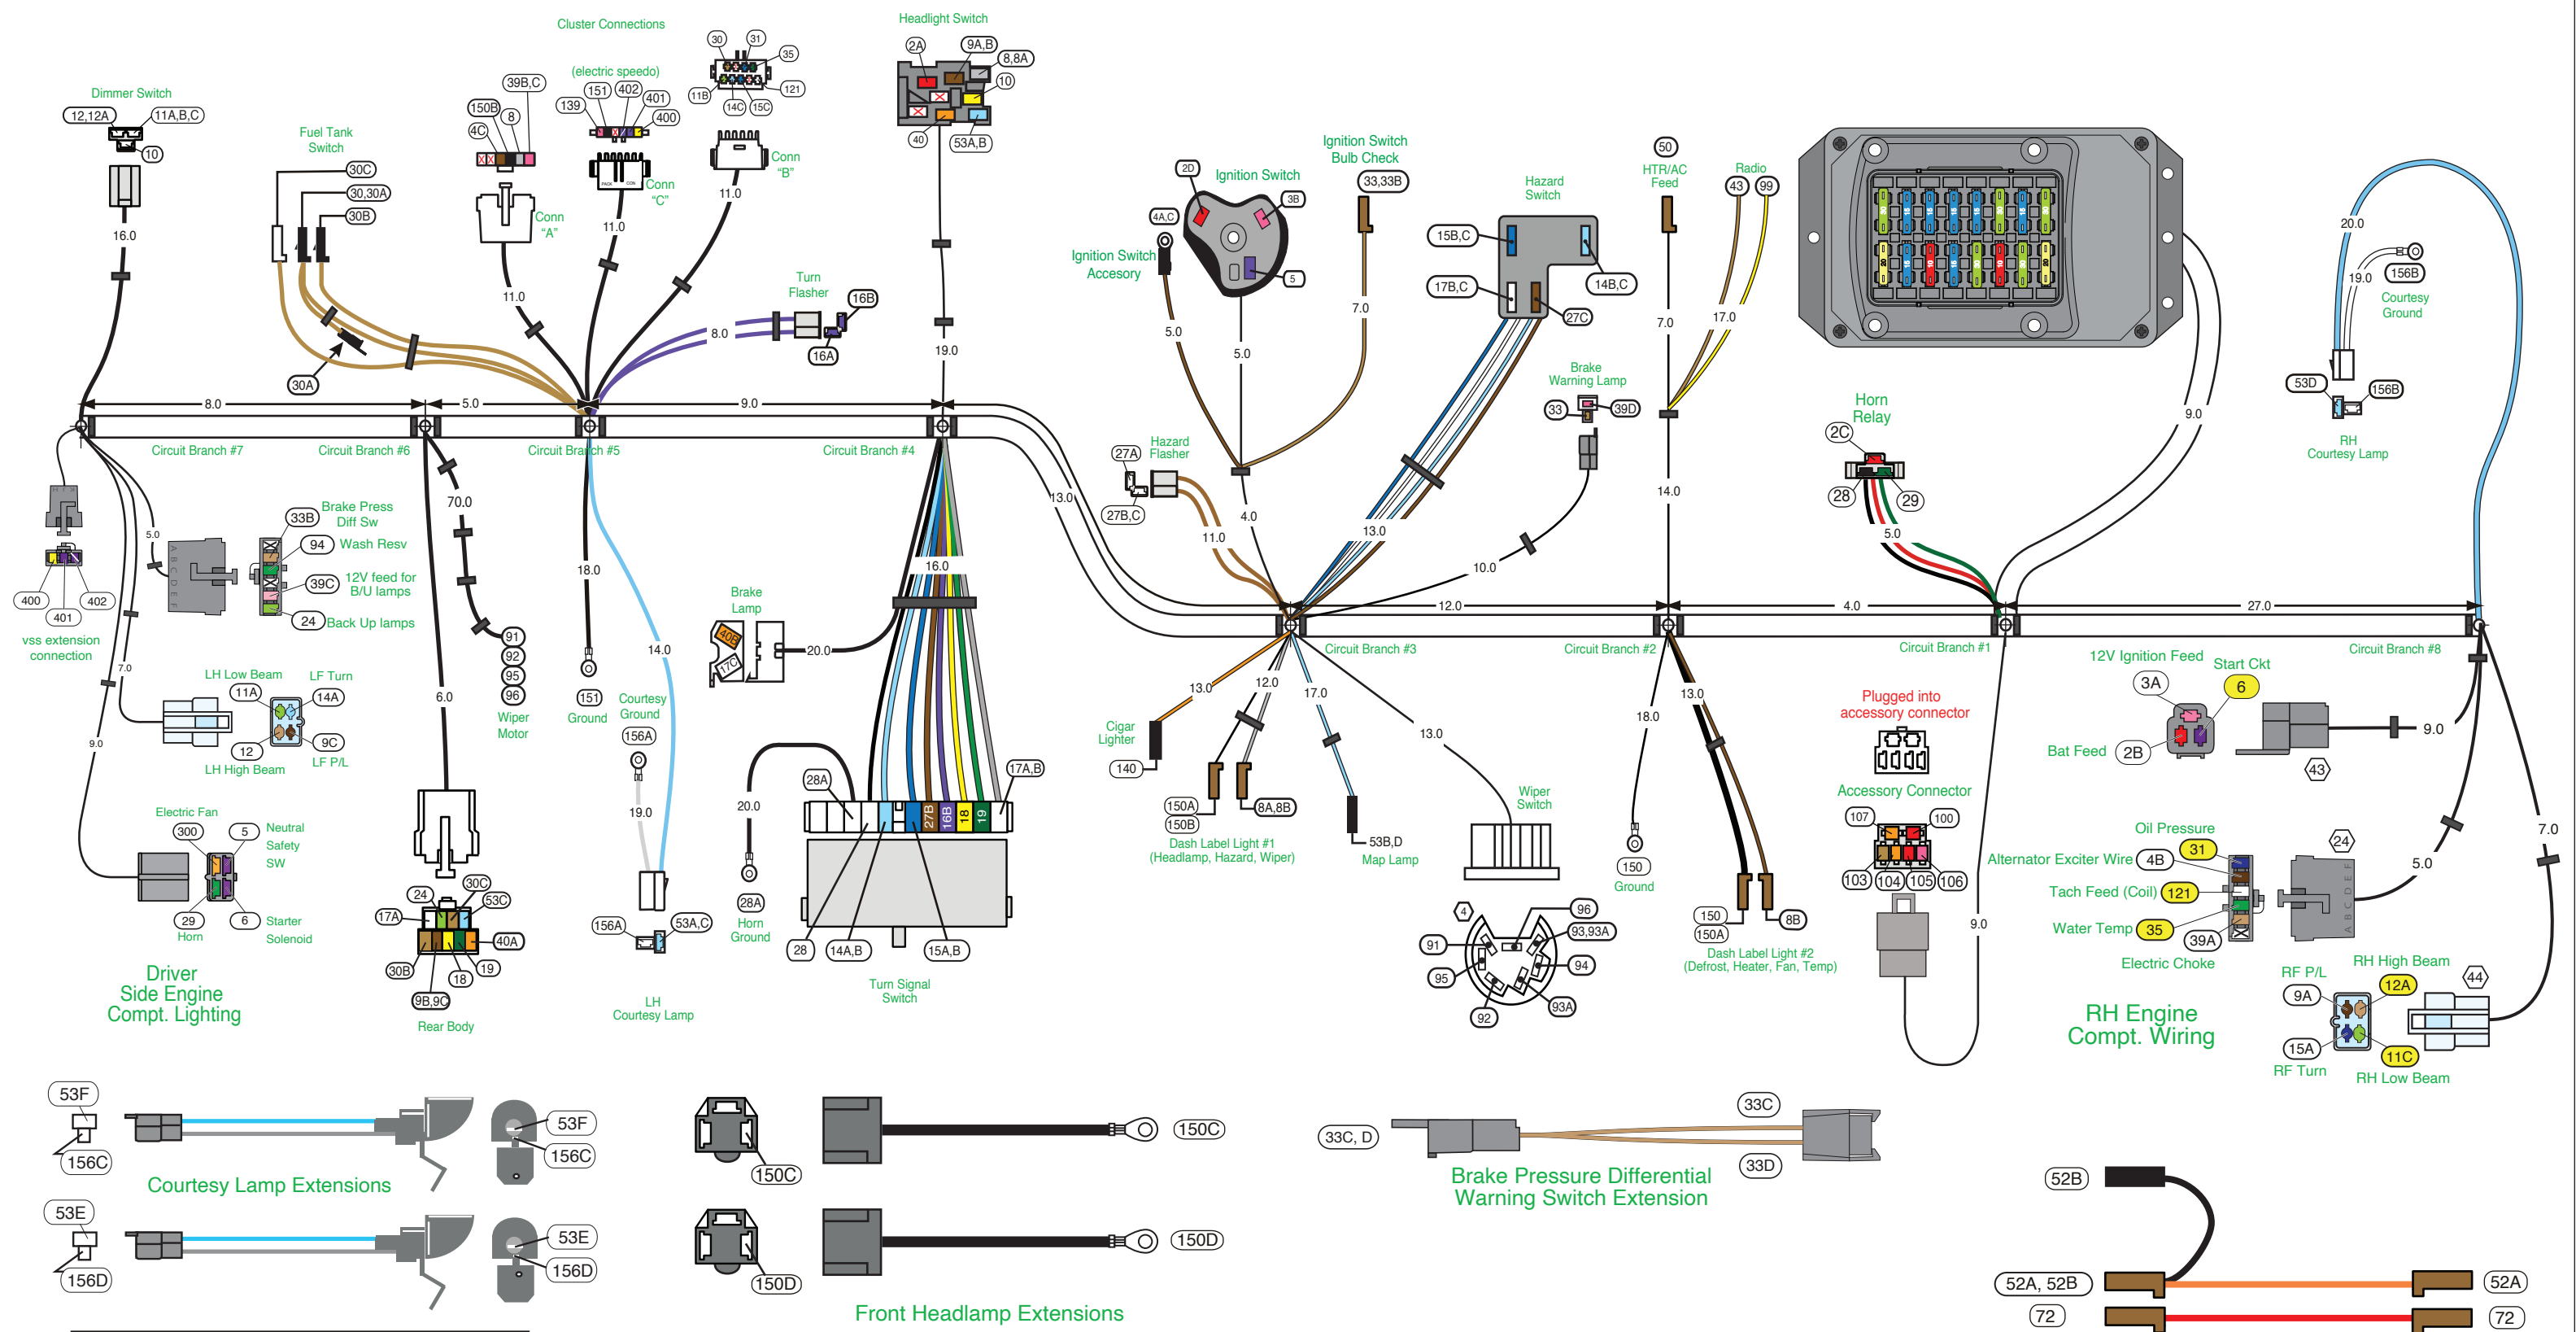 Cluster Connections
Headlight Switch
30
31
35
2A
9A,B
8,8A
10
(electric speedo)
39B,C
151
402
139
401
400
11B
14C
15C
121
40
53A,B
Dimmer Switch
12,12A
11A,B,C
10
150B
8
4C
Fuel Tank
Switch
30C
30,30A
30B
Conn
"A"
PACK
CON
Conn
"C"
Conn
"B"
16.0
11.0
11.0
11.0
Turn
Flasher
16B
16A
8.0
30A
19.0
Ignition Switch
Bulb Check
33,33B
Ignition Switch
2D
3B
4A,C
5
Ignition Switch
Accesory
5.0
5.0
7.0
Hazard
Switch
15B,C
14B,C
17B,C
27C
50
HTR/AC
Feed
Radio
43
99
7.0
17.0
20.0
19.0
156B
Courtesy
Ground
53D
156B
RH
Courtesy Lamp
Brake
Warning Lamp
33
39D
Horn
Relay
2C
28
29
5.0
9.0
8.0
5.0
9.0
Circuit Branch #7
Circuit Branch #6
Circuit Branch #5
Circuit Branch #4
13.0
Hazard
Flasher
27A
27B,C
11.0
4.0
13.0
10.0
14.0
12.0
4.0
27.0
Circuit Branch #3
Circuit Branch #2
Circuit Branch #1
Circuit Branch #8
400
401
402
vss extension
connection
5.0
A B C D E F
33B
Brake Press
Diff Sw
94
Wash Resv
39C
12V feed for
B/U lamps
24
Back Up lamps
7.0
9.0
LH Low Beam
11A
LF Turn
14A
12
9C
LH High Beam
LF P/L
Electric Fan
300
5
Neutral
Safety
SW
29
Horn
6
Starter
Solenoid
Driver
Side Engine
Compt. Lighting
70.0
6.0
91
92
95
96
Wiper
Motor
24
30C
53C
17A
40A
30B
19
18
9B,9C
Rear Body
18.0
151
Ground
14.0
Courtesy
Ground
156A
19.0
156A
53A,C
LH
Courtesy Lamp
Brake
Lamp
40B
17C
20.0
16.0
20.0
28A
Horn
Ground
28A
17A,B
27B
16B
18
19
28
14A,B
15A,B
Turn Signal
Switch
13.0
Cigar
Lighter
140
12.0
17.0
150A
150B
8A,8B
Dash Label Light #1
(Headlamp, Hazard, Wiper)
53B,D
Map Lamp
13.0
Wiper
Switch
4
96
93,93A
91
94
95
93A
92
18.0
150
Ground
13.0
150
150A
8B
Dash Label Light #2
(Defrost, Heater, Fan, Temp)
Plugged into
accessory connector
Accessory Connector
107
100
103
104
105
106
9.0
12V Ignition Feed
3A
Start Ckt
6
Bat Feed
2B
43
9.0
Oil Pressure
31
Alternator Exciter Wire
4B
Tach Feed (Coil)
121
Water Temp
35
39A
Electric Choke
24
A B C D E F
5.0
7.0
RH Engine
Compt. Wiring
RF P/L
9A
RH High Beam
12A
44
15A
RF Turn
11C
RH Low Beam
53F
156C
53F
156C
Courtesy Lamp Extensions
53E
156D
53E
156D
150C
150C
150D
150D
Front Headlamp Extensions
33C, D
33C
33D
Brake Pressure Differential
Warning Switch Extension
52B
52A, 52B
52A
72
72